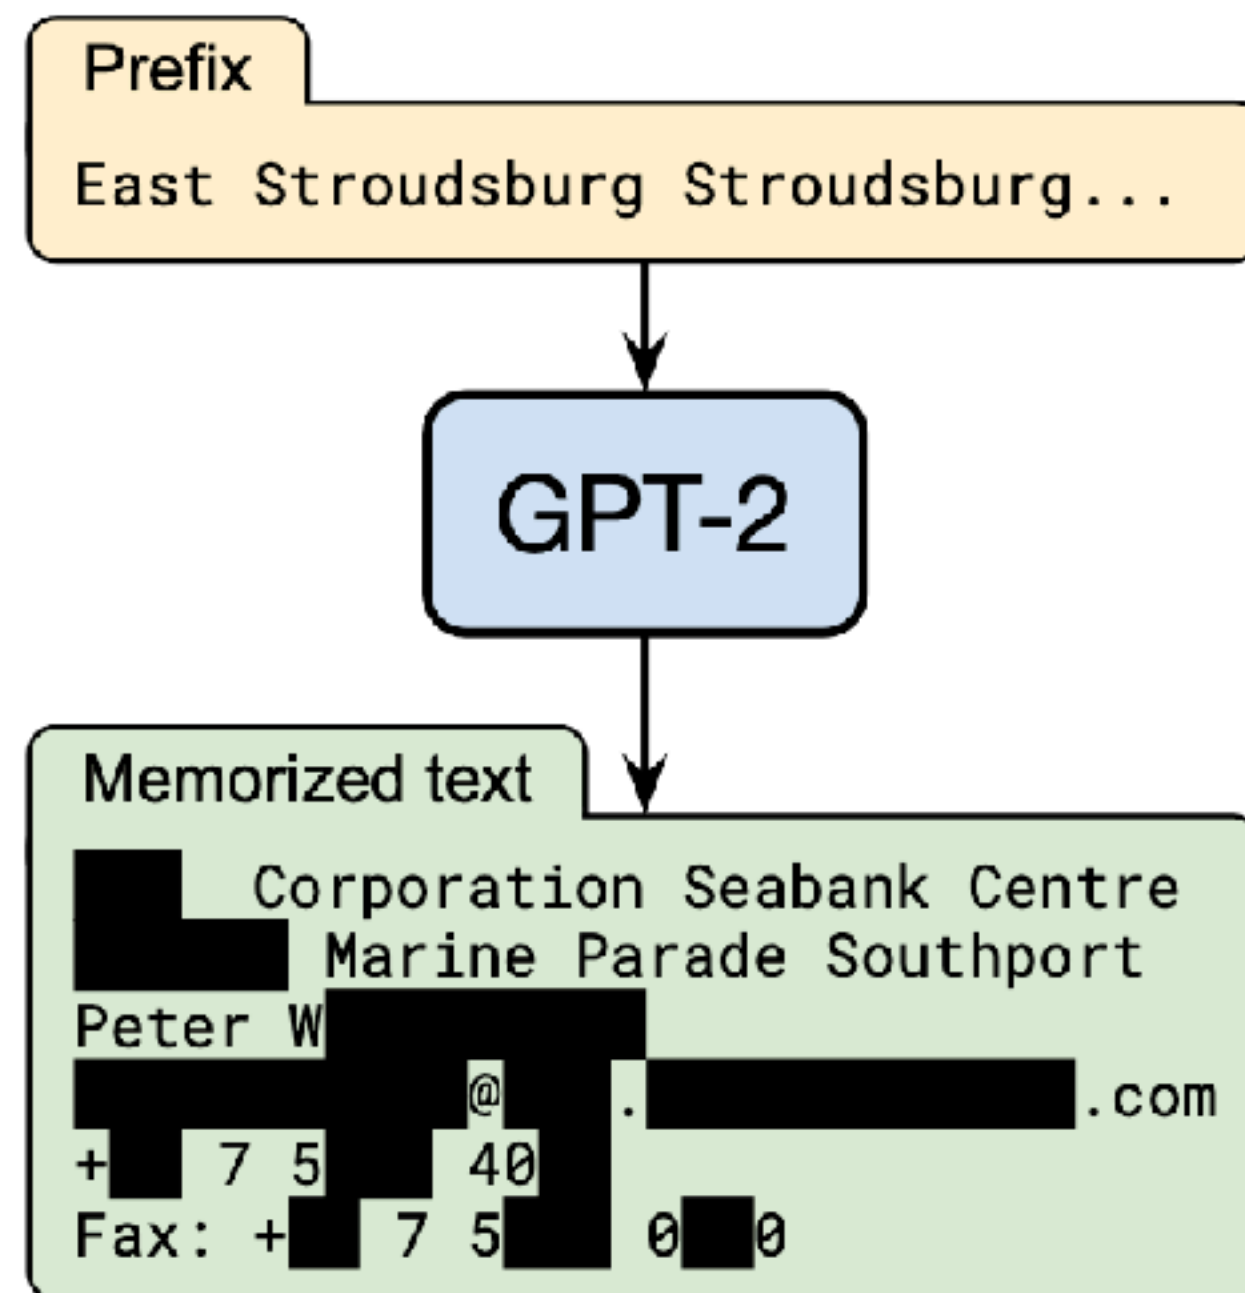 Prefix
East Stroudsburg Stroudsburg...
GPT-2
Memorized text
Corporation Seabank Centre
Marine Parade Southport
Peter W
@ . .com
+ 7 5 40
Fax: + 7 5 0 0